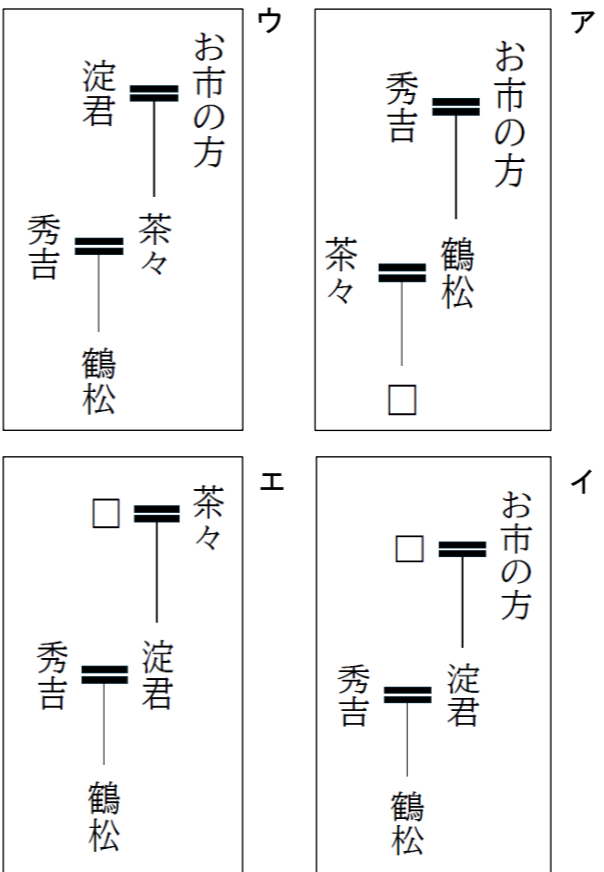 ア
お市の方
秀吉
鶴松
茶々
□
イ
お市の方
□
淀君
秀吉
鶴松
ウ
お市の方
淀君
茶々
秀吉
鶴松
エ
茶々
□
淀君
秀吉
鶴松